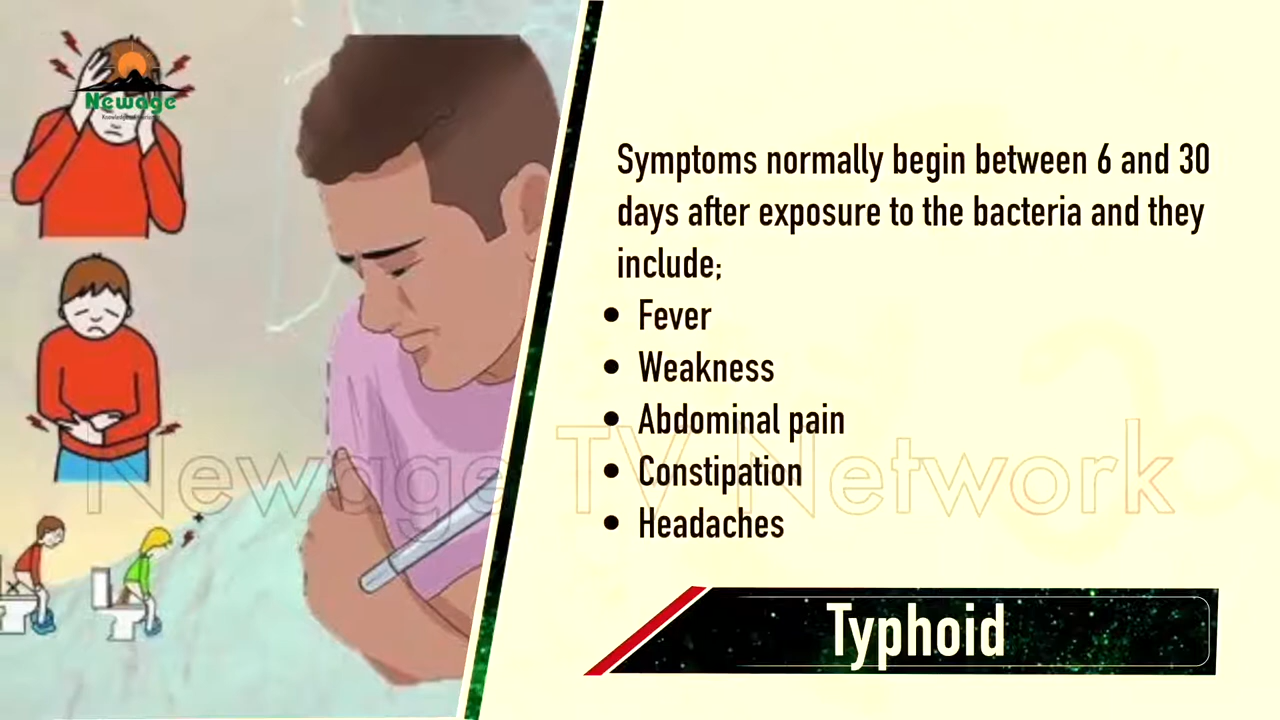 Newage
Symptoms normally begin between 6 and 30
days after exposure to the bacteria and they
include;
• Fever
• Weakness
• Abdominal pain
• Constipation
• Headaches
Newage TV Network
Typhoid